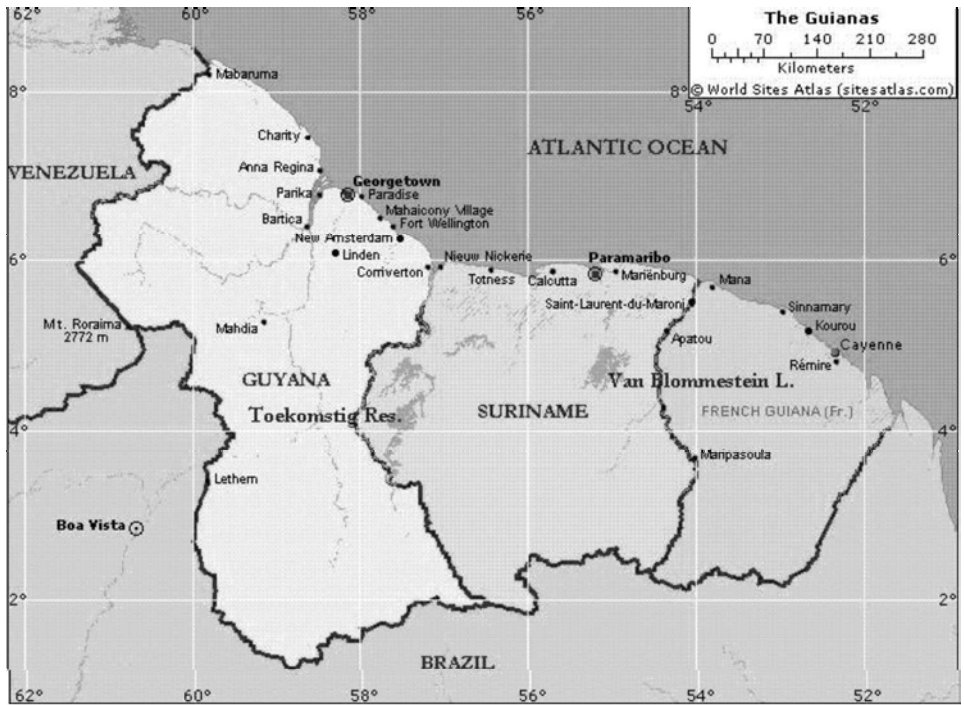 62°
60°
58°
56°
The Guianas
0 70 140 210 280
Kilometers
© World Sites Atlas (sitesatlas.com)
54°
52°
8°
8°
Mabaruma
Charity
ATLANTIC OCEAN
VENEZUELA
Anna Regina
Georgetown
Parika
Paradise
Mahaicony Village
Bartica
Fort Wellington
New Amsterdam
Linden
Nieuw Nickerie
Paramaribo
6°
6°
Corriverton
Totness
Calcutta
Mariënburg
Mana
Saint-Laurent-du-Maroni
Sinnamary
Mt. Roraima
2772 m
Mahdia
Kourou
Apatou
Cayenne
Rémire
GUYANA
Van Blommestein L.
Toekomstig Res.
SURINAME
FRENCH GUIANA (Fr.)
4°
4°
Maripasoula
Lethem
Boa Vista
2°
2°
BRAZIL
62°
60°
58°
56°
54°
52°